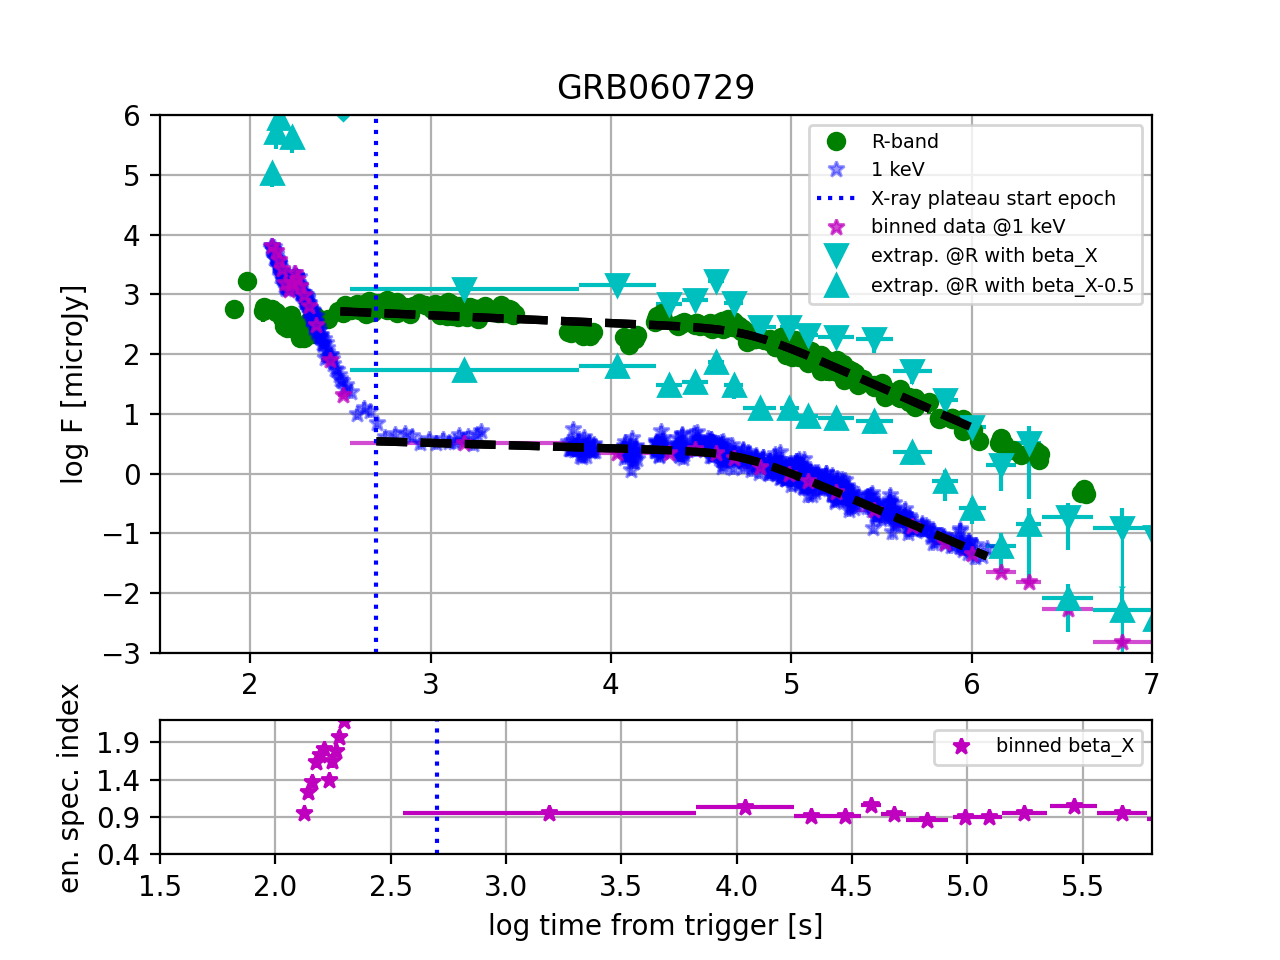 GRB060729
log F [microJy]
6
5
4
3
2
1
0
−1
−2
−3
R-band
1 keV
X-ray plateau start epoch
binned data @1 keV
extrap. @R with beta_X
extrap. @R with beta_X-0.5
2 3 4 5 6 7
en. spec. index
1.9
1.4
0.9
0.4
binned beta_X
1.5 2.0 2.5 3.0 3.5 4.0 4.5 5.0 5.5
log time from trigger [s]